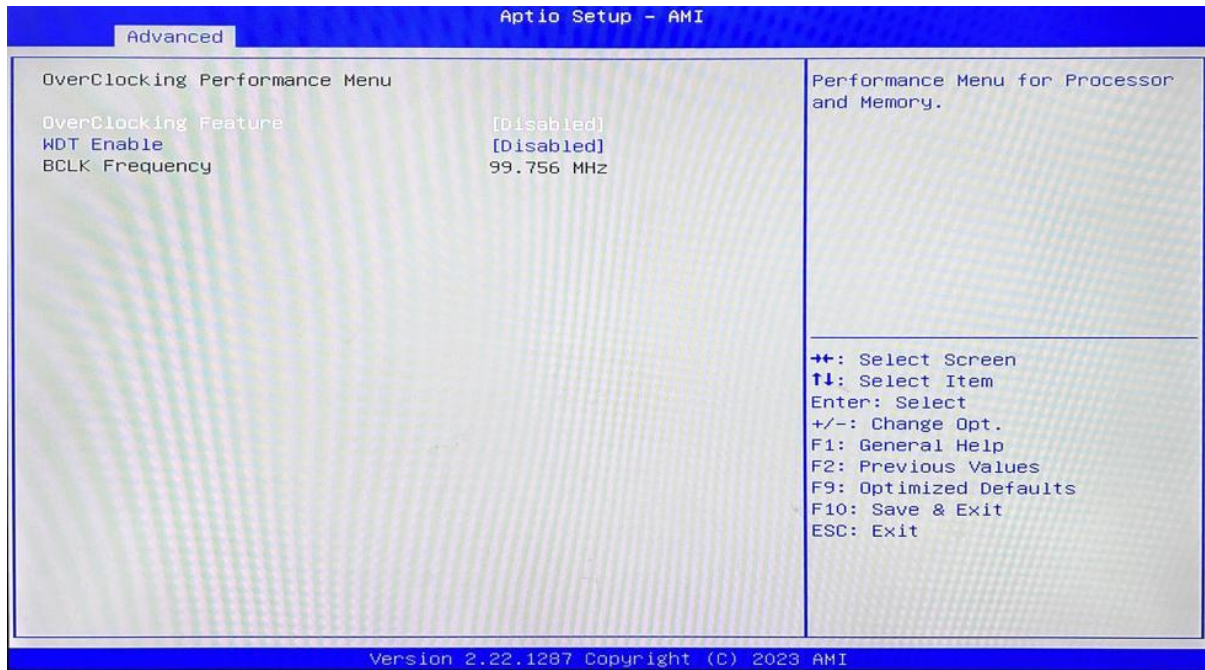 Aptio Setup - AMI
Advanced
OverClocking Performance Menu
OverClocking Feature [Disabled]
WDT Enable [Disabled]
BCLK Frequency 99.756 MHz
Performance Menu for Processor
and Memory.
→←: Select Screen
↑↓: Select Item
Enter: Select
+/-: Change Opt.
F1: General Help
F2: Previous Values
F9: Optimized Defaults
F10: Save & Exit
ESC: Exit
Version 2.22.1287 Copyright (C) 2023 AMI